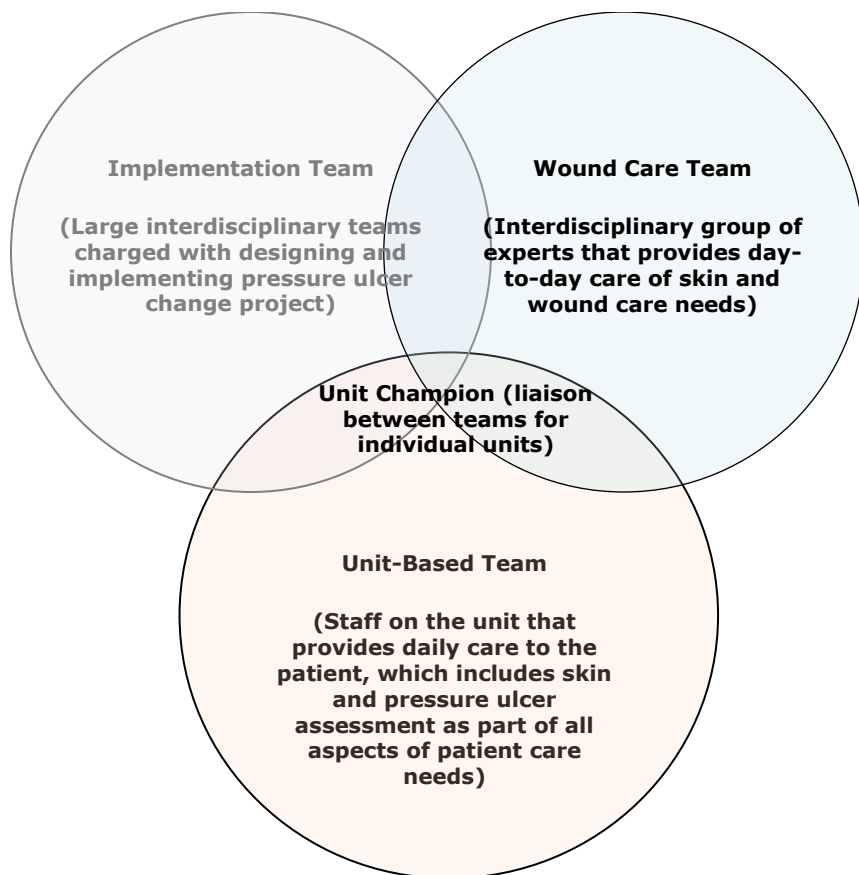 Implementation Team
(Large interdisciplinary teams
charged with designing and
implementing pressure ulcer
change project)
Wound Care Team
(Interdisciplinary group of
experts that provides day-
to-day care of skin and
wound care needs)
Unit Champion (liaison
between teams for
individual units)
Unit-Based Team
(Staff on the unit that
provides daily care to the
patient, which includes skin
and pressure ulcer
assessment as part of all
aspects of patient care
needs)